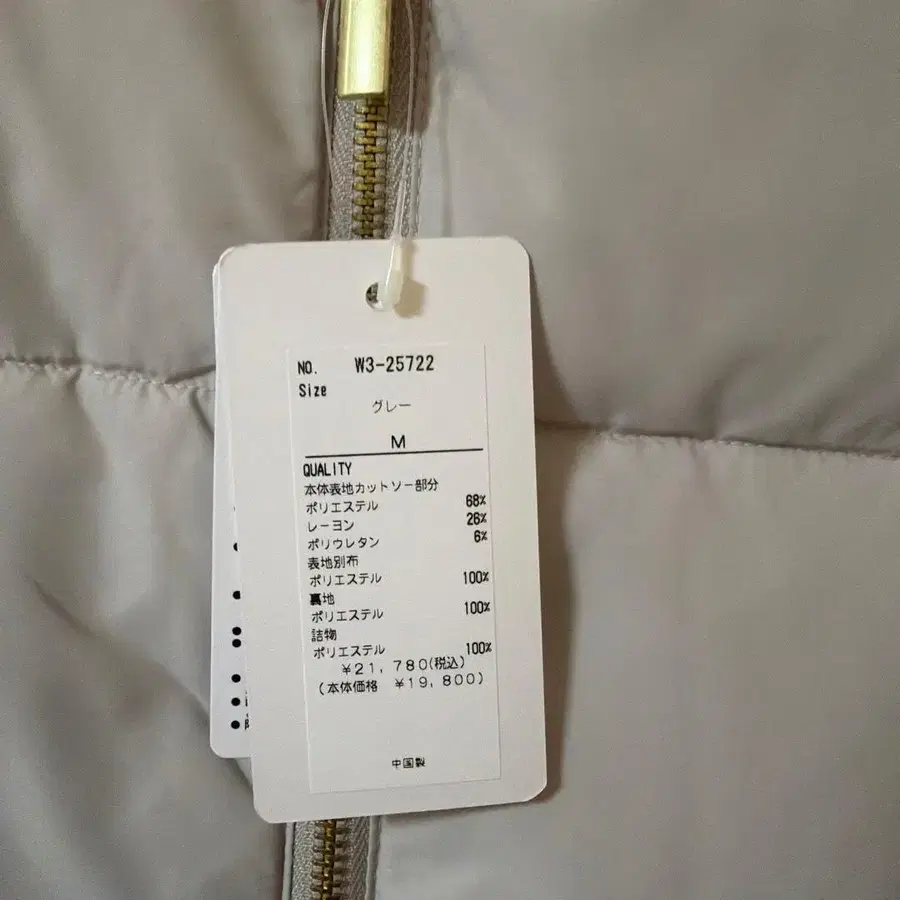 NO. W3-25722
Size
グレー
M
QUALITY
本体表地カットソー部分
ポリエステル 68%
レーヨン 26%
ポリウレタン 6%
表地別布
ポリエステル 100%
裏地
ポリエステル 100%
詰物
ポリエステル 100%
¥21,780(税込)
(本体価格 ¥19,800)
中国製